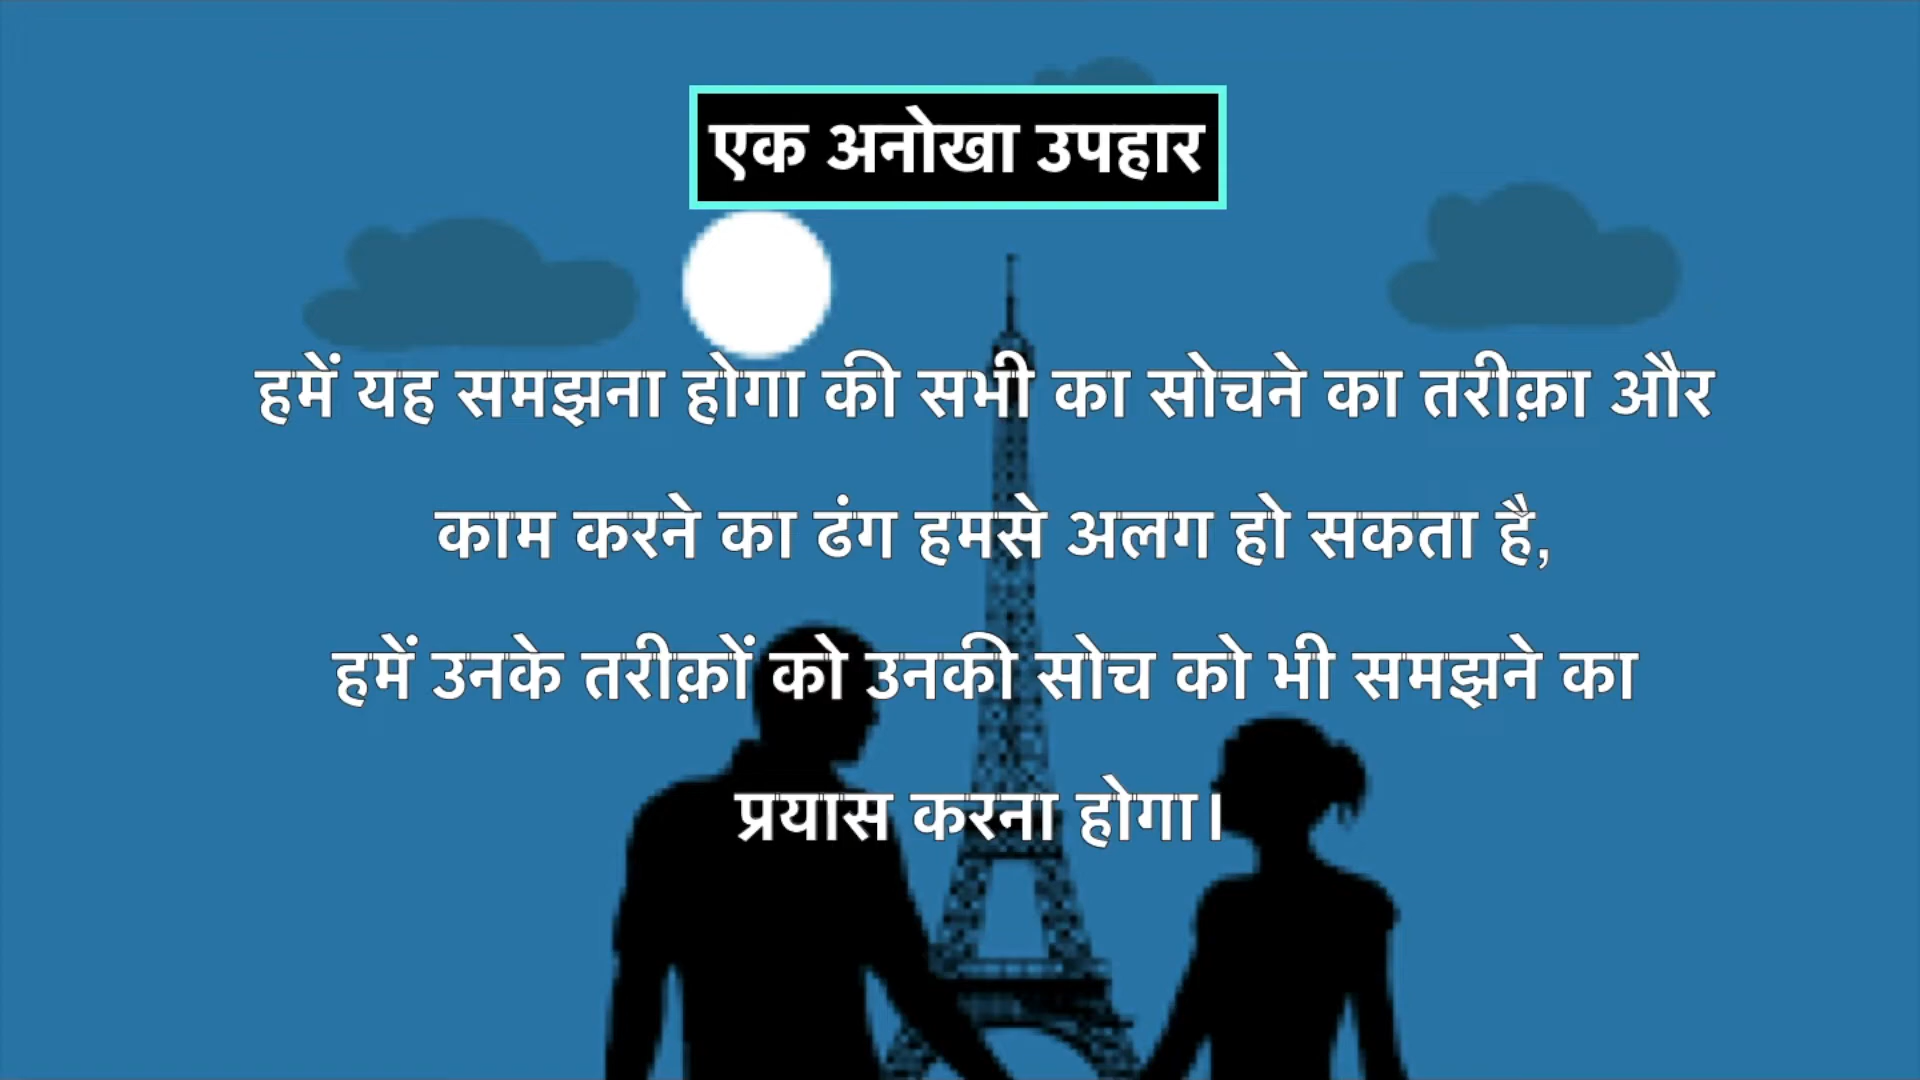 एक अनोखा उपहार
हमें यह समझना होगा की सभी का सोचने का तरीक़ा और
काम करने का ढंग हमसे अलग हो सकता है,
हमें उनके तरीक़ों को उनकी सोच को भी समझने का
प्रयास करना होगा।